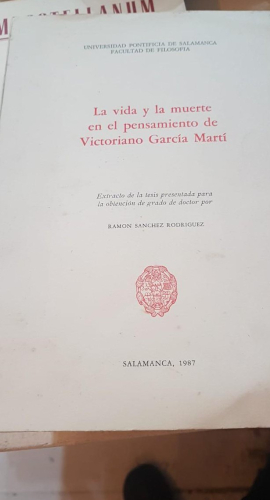 UNIVERSIDAD PONTIFICIA DE SALAMANCA
FACULTAD DE FILOSOFIA
La vida y la muerte
en el pensamiento de
Victoriano García Martí
Extracto de la tesis presentada para
la obtención de grado de doctor por
RAMON SANCHEZ RODRIGUEZ
SALAMANCA, 1987